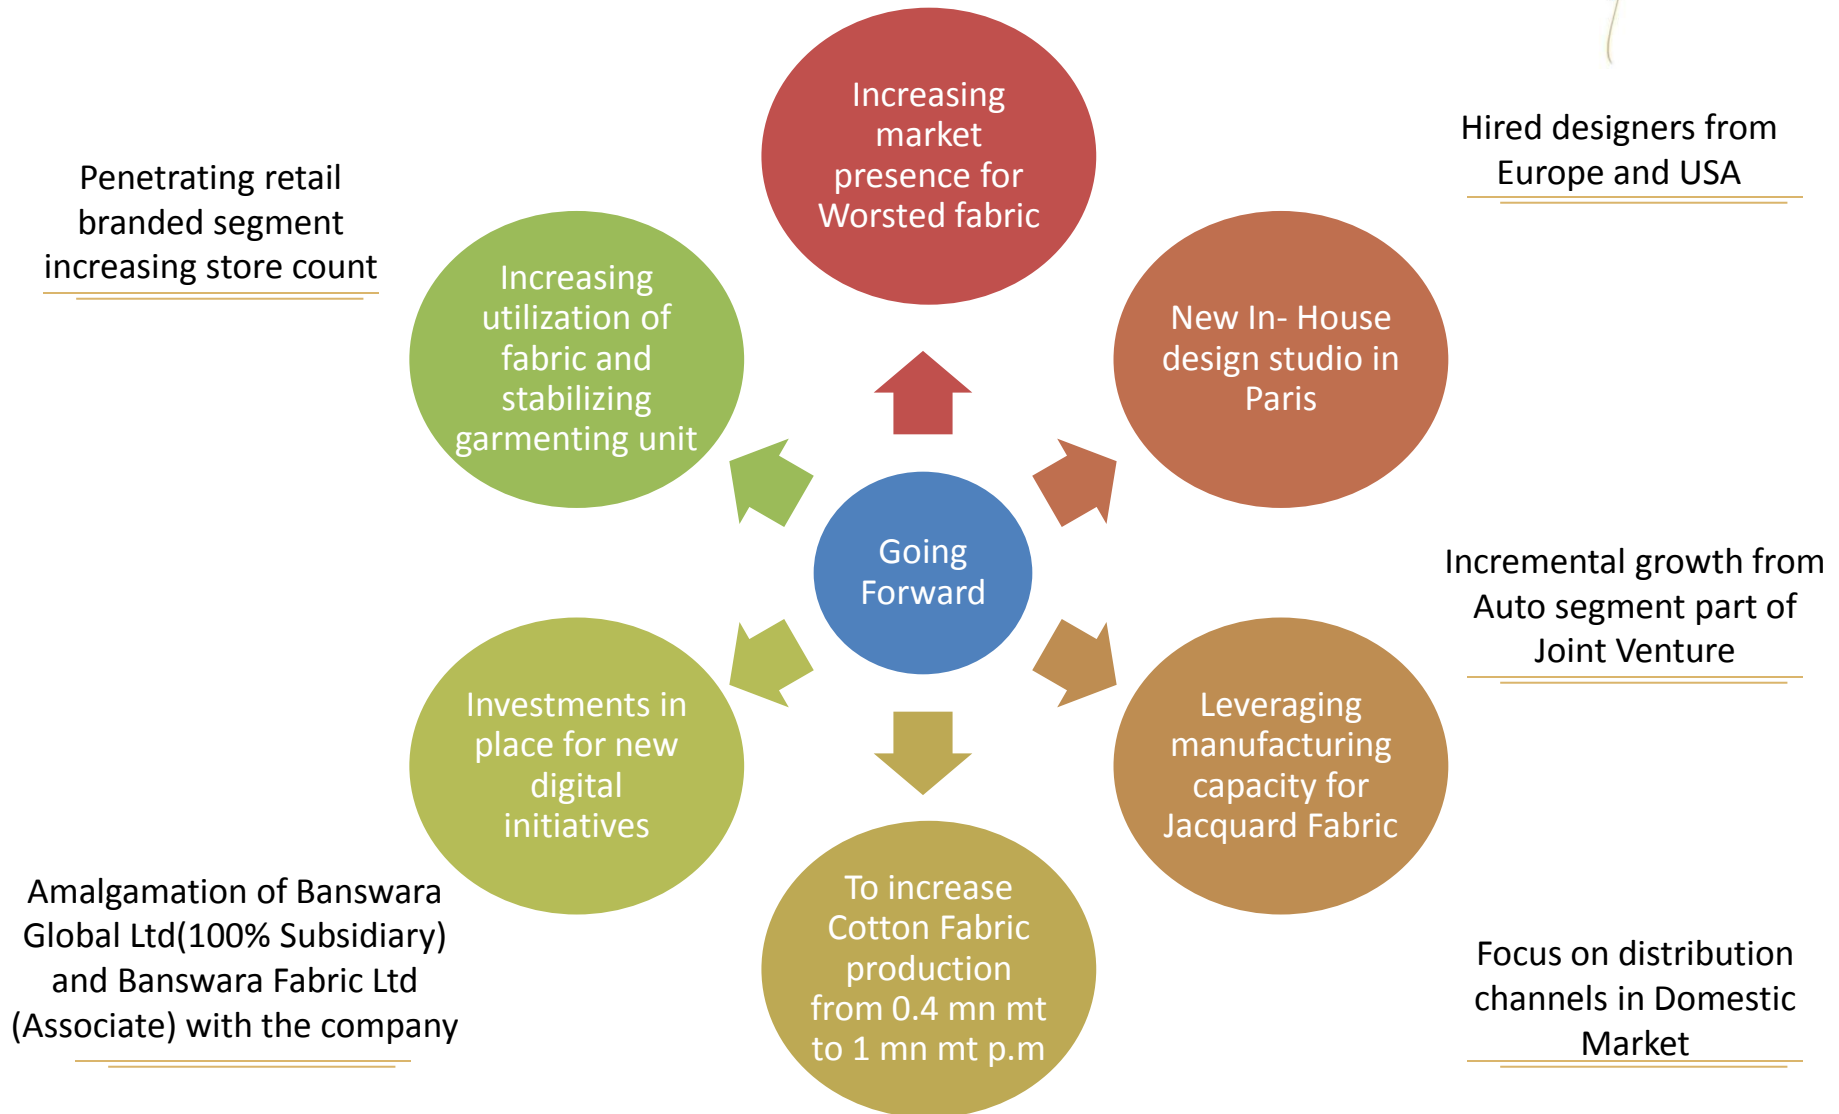 Increasing
market
presence for
Worsted fabric
Hired designers from
Europe and USA
Penetrating retail
branded segment
increasing store count
Increasing
utilization of
fabric and
stabilizing
garmenting unit
New In- House
design studio in
Paris
Going
Forward
Incremental growth from
Auto segment part of
Joint Venture
Investments in
place for new
digital
initiatives
Leveraging
manufacturing
capacity for
Jacquard Fabric
Amalgamation of Banswara
Global Ltd(100% Subsidiary)
and Banswara Fabric Ltd
(Associate) with the company
To increase
Cotton Fabric
production
from 0.4 mn mt
to 1 mn mt p.m
Focus on distribution
channels in Domestic
Market